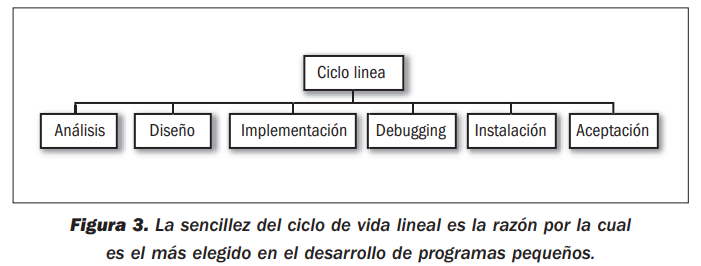 Ciclo linea
Análisis Diseño Implementación Debugging Instalación Aceptación
Figura 3. La sencillez del ciclo de vida lineal es la razón por la cual
es el más elegido en el desarrollo de programas pequeños.